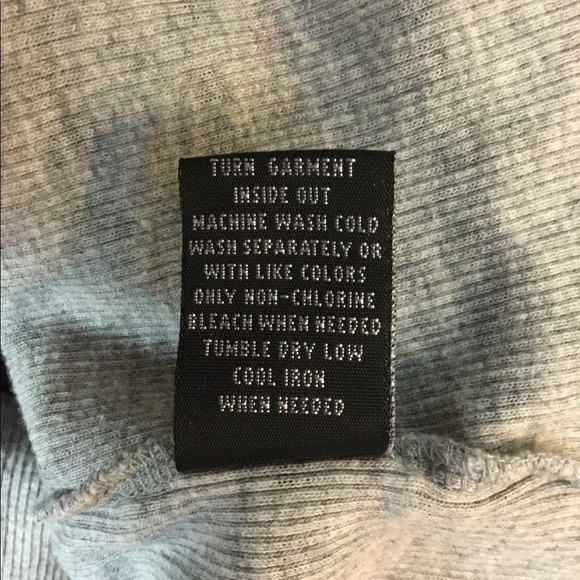 TURN GARMENT
INSIDE OUT
MACHINE WASH COLD
WASH SEPARATELY OR
WITH LIKE COLORS
ONLY NON-CHLORINE
BLEACH WHEN NEEDED
TUMBLE DRY LOW
COOL IRON
WHEN NEEDED